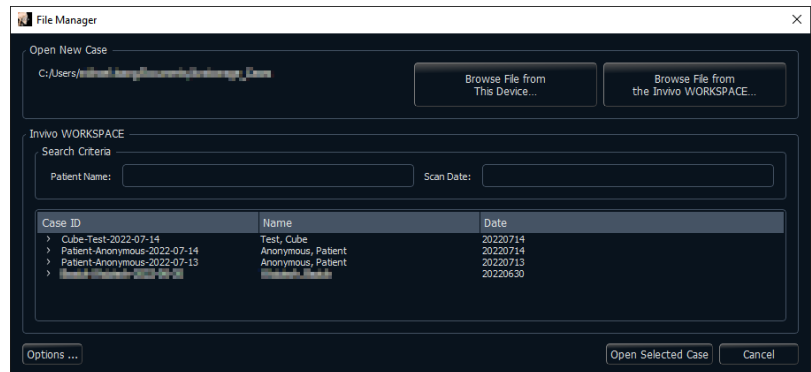 File Manager
Open New Case
C:/Users/
Browse File from
This Device...
Browse File from
the Invivo WORKSPACE...
Invivo WORKSPACE
Search Criteria
Patient Name:
Scan Date:
Case ID Name Date
Cube-Test-2022-07-14 Test, Cube 20220714
Patient-Anonymous-2022-07-14 Anonymous, Patient 20220714
Patient-Anonymous-2022-07-13 Anonymous, Patient 20220713
20220630
Options ...
Open Selected Case
Cancel